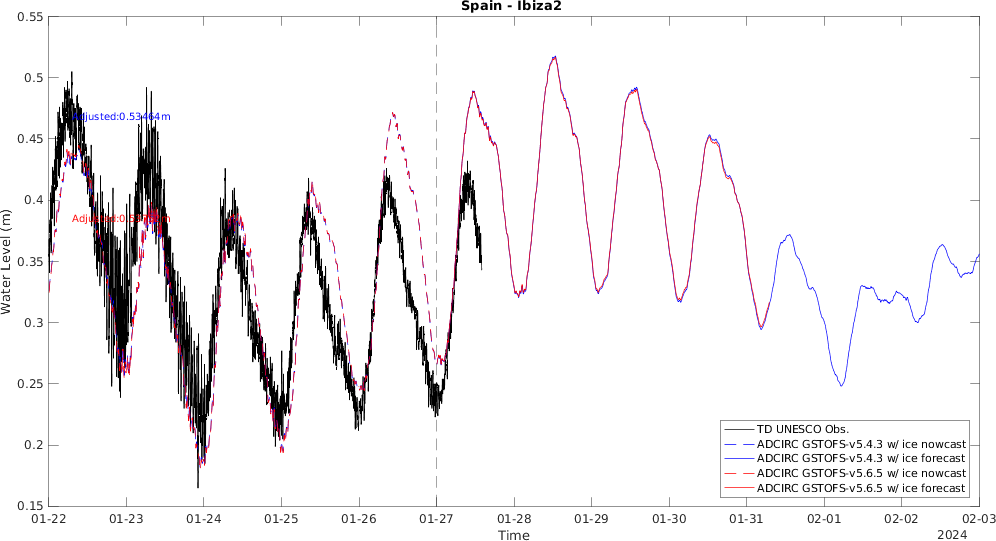 Spain - Ibiza2
0.55
0.5
0.45
0.4
0.35
0.3
0.25
0.2
0.15
Water Level (m)
Adjusted:0.53464m
01-22
01-23
01-24
01-25
01-26
01-27
01-28
01-29
01-30
01-31
02-01
02-02
02-03
Time
2024
TD UNESCO Obs.
ADCIRC GSTOFS-v5.4.3 w/ ice nowcast
ADCIRC GSTOFS-v5.4.3 w/ ice forecast
ADCIRC GSTOFS-v5.6.5 w/ ice nowcast
ADCIRC GSTOFS-v5.6.5 w/ ice forecast